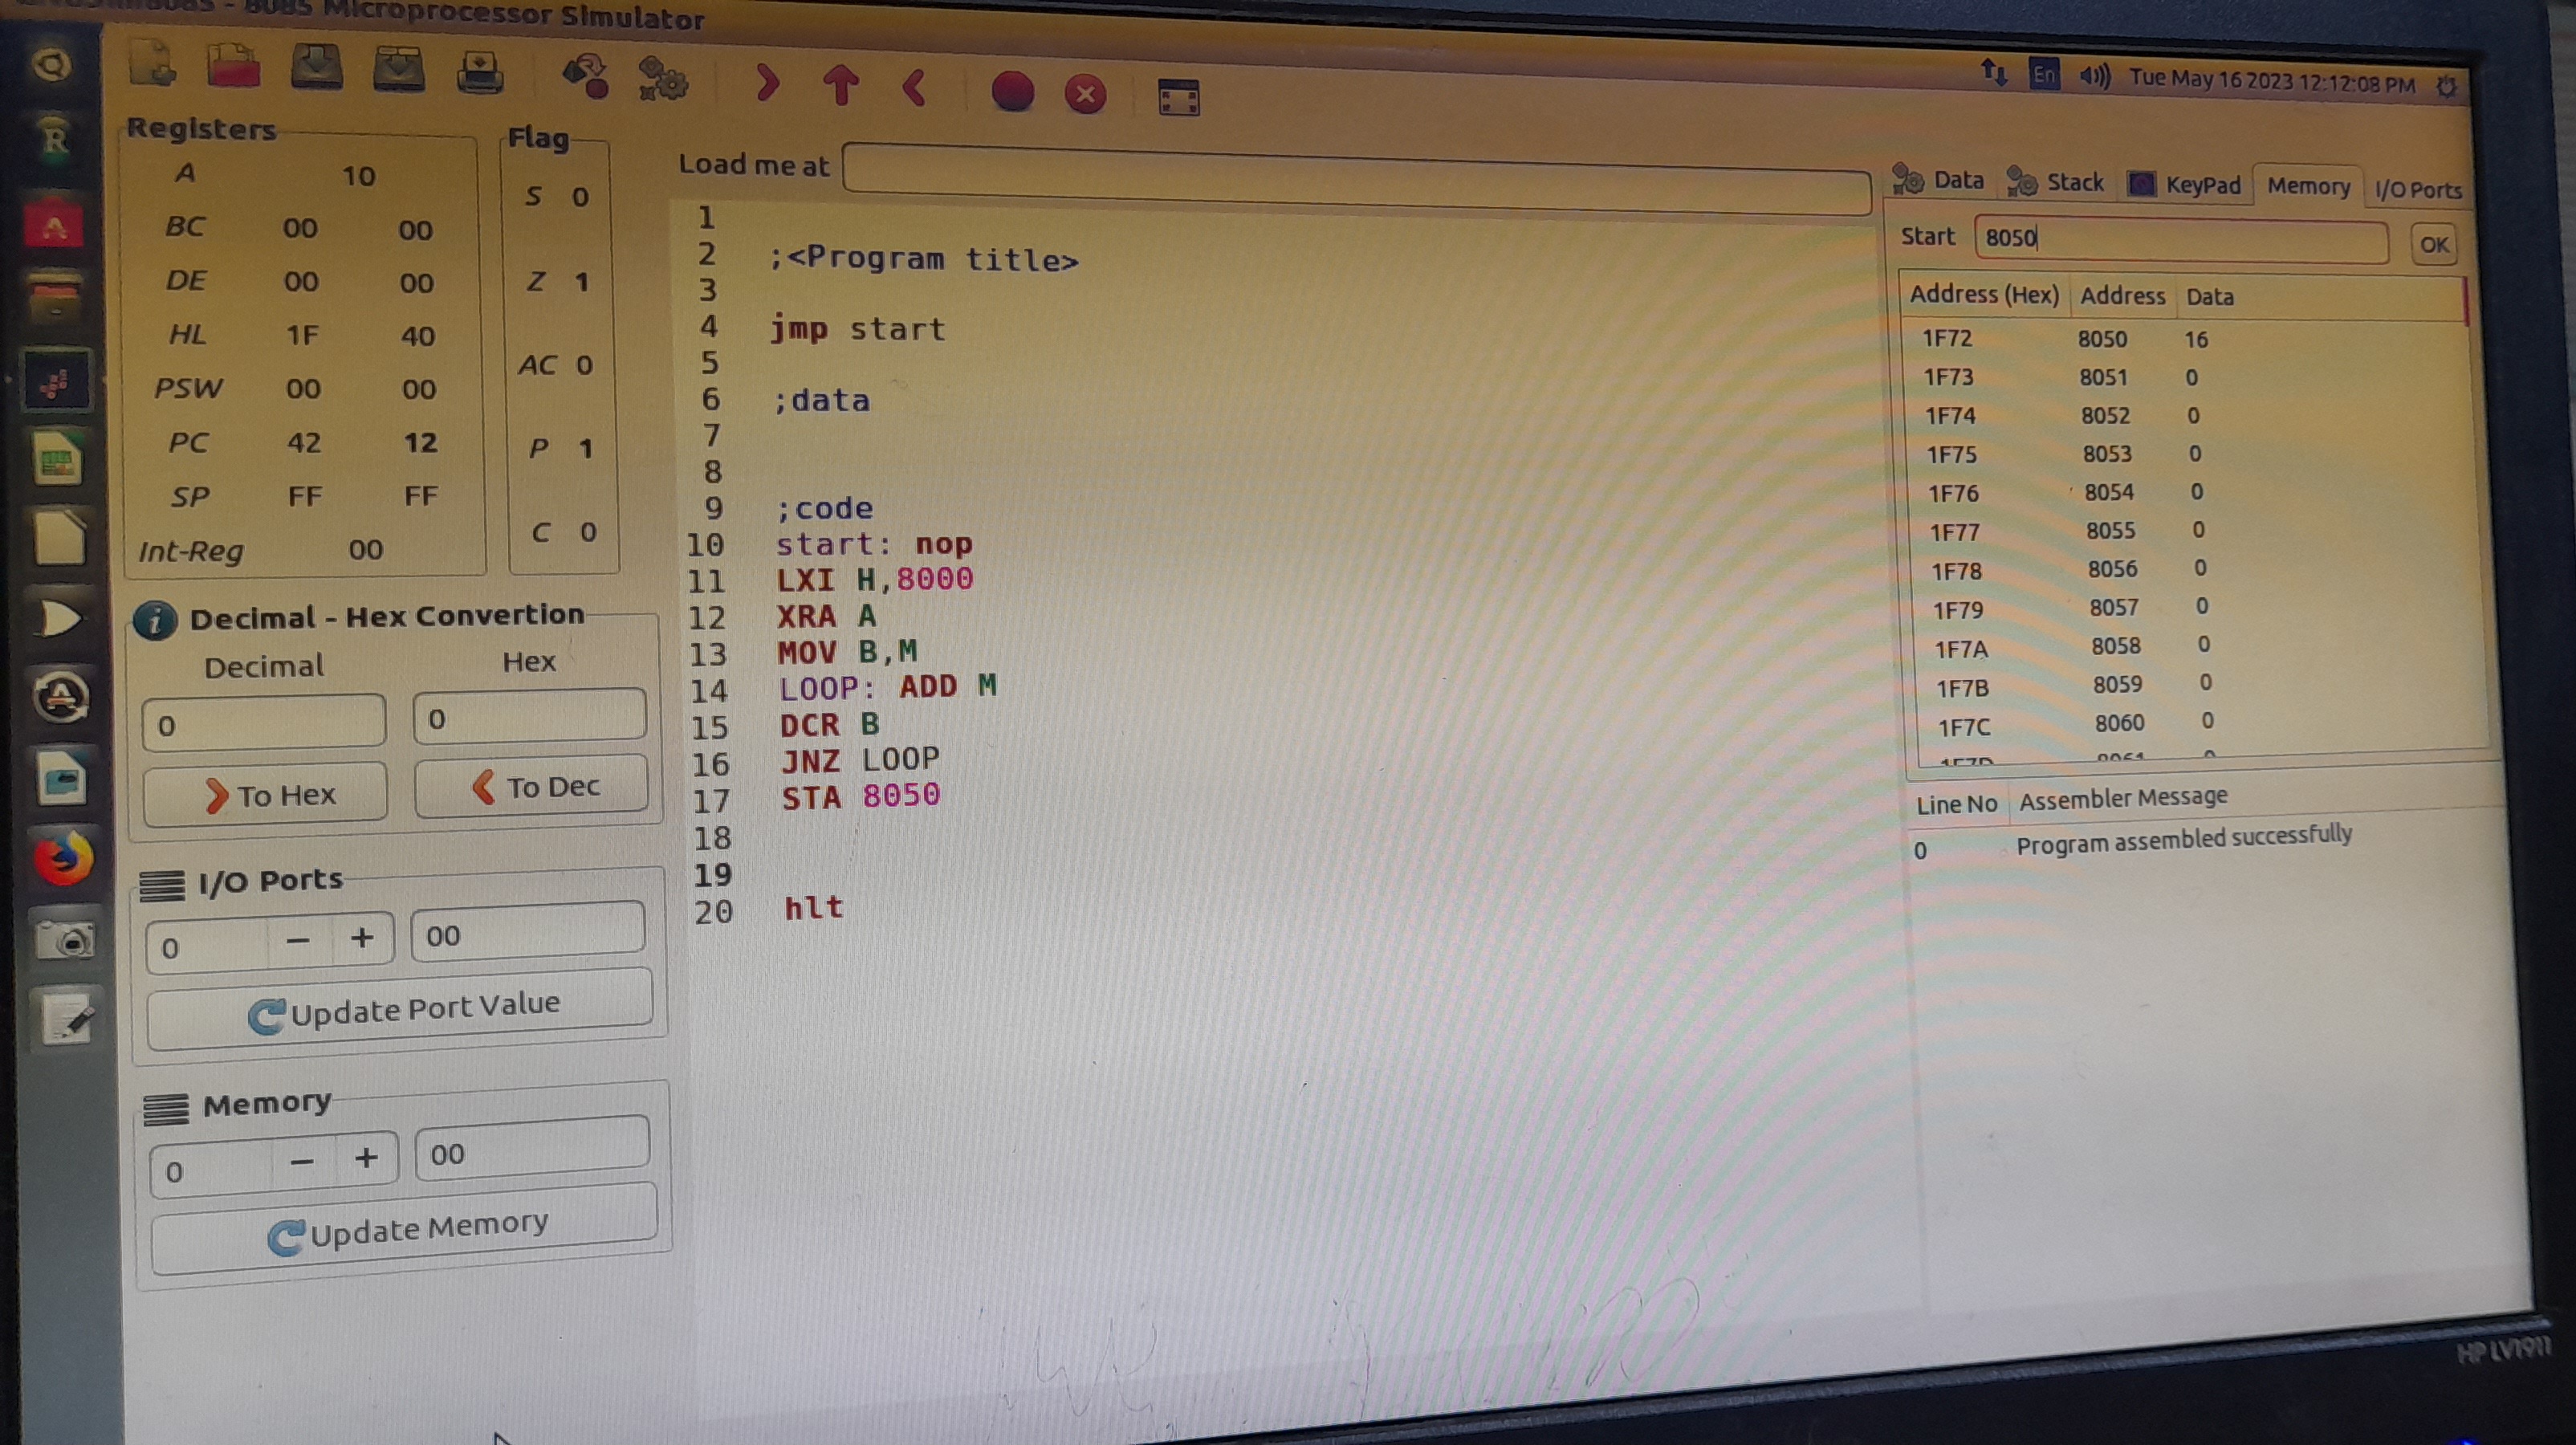 - 8085 Microprocessor Simulator
En Tue May 16 2023 12:12:08 PM
Registers
A 10
BC 00 00
DE 00 00
HL 1F 40
PSW 00 00
PC 42 12
SP FF FF
Int-Reg 00
Flag
S 0
Z 1
AC 0
P 1
C 0
Decimal - Hex Convertion
Decimal Hex
0 0
To Hex To Dec
I/O Ports
0 − + 00
Update Port Value
Memory
0 − + 00
Update Memory
Load me at
1
2 ;<Program title>
3
4 jmp start
5
6 ;data
7
8
9 ;code
10 start: nop
11 LXI H,8000
12 XRA A
13 MOV B,M
14 LOOP: ADD M
15 DCR B
16 JNZ LOOP
17 STA 8050
18
19
20 hlt
Data Stack KeyPad Memory I/O Ports
Start 8050 OK
Address (Hex) Address Data
1F72 8050 16
1F73 8051 0
1F74 8052 0
1F75 8053 0
1F76 8054 0
1F77 8055 0
1F78 8056 0
1F79 8057 0
1F7A 8058 0
1F7B 8059 0
1F7C 8060 0
Line No Assembler Message
0 Program assembled successfully
HP LV1911